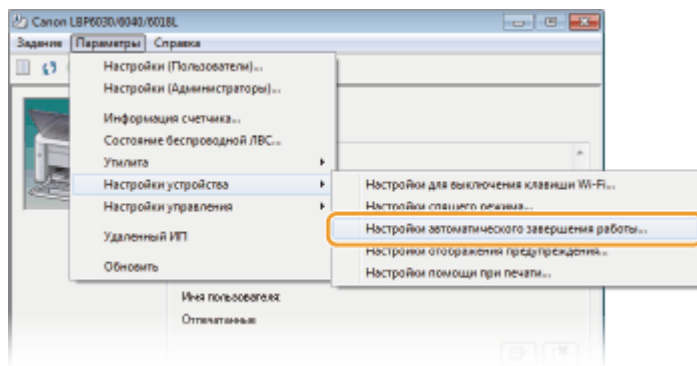 Canon LBP6030/6040/6018L
Задание Параметры Справка
Настройки (Пользователи)...
Настройки (Администраторы)...
Информация счетчика...
Состояние беспроводной ЛВС...
Утилита
Настройки устройства
Настройки управления
Удаленный ИП
Обновить
Настройки для выключения клавиши Wi-Fi...
Настройки спящего режима...
Настройки автоматического завершения работы...
Настройки отображения предупреждения...
Настройки помощи при печати...
Имя пользователя:
Отпечатанные